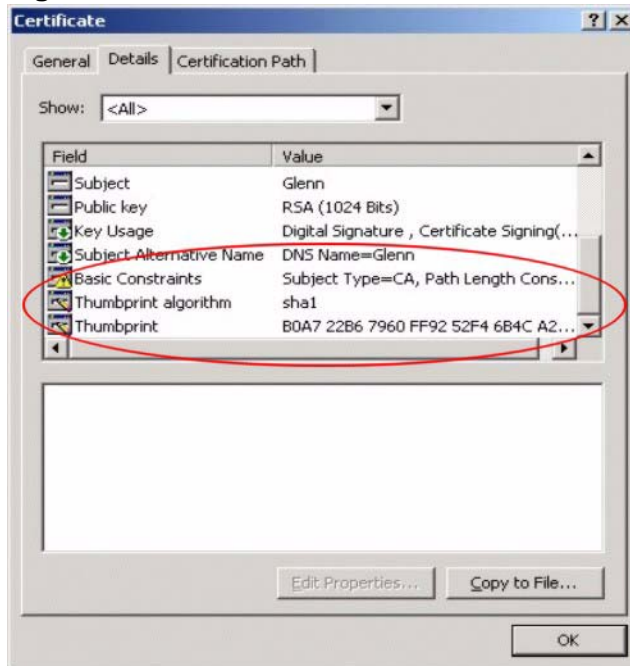 Certificate
General Details Certification Path
Show: <All>
Field Value
Subject Glenn
Public key RSA (1024 Bits)
Key Usage Digital Signature , Certificate Signing(...
Subject Alternative Name DNS Name=Glenn
Basic Constraints Subject Type=CA, Path Length Cons...
Thumbprint algorithm sha1
Thumbprint B0A7 22B6 7960 FF92 52F4 6B4C A2...
Edit Properties... Copy to File...
OK